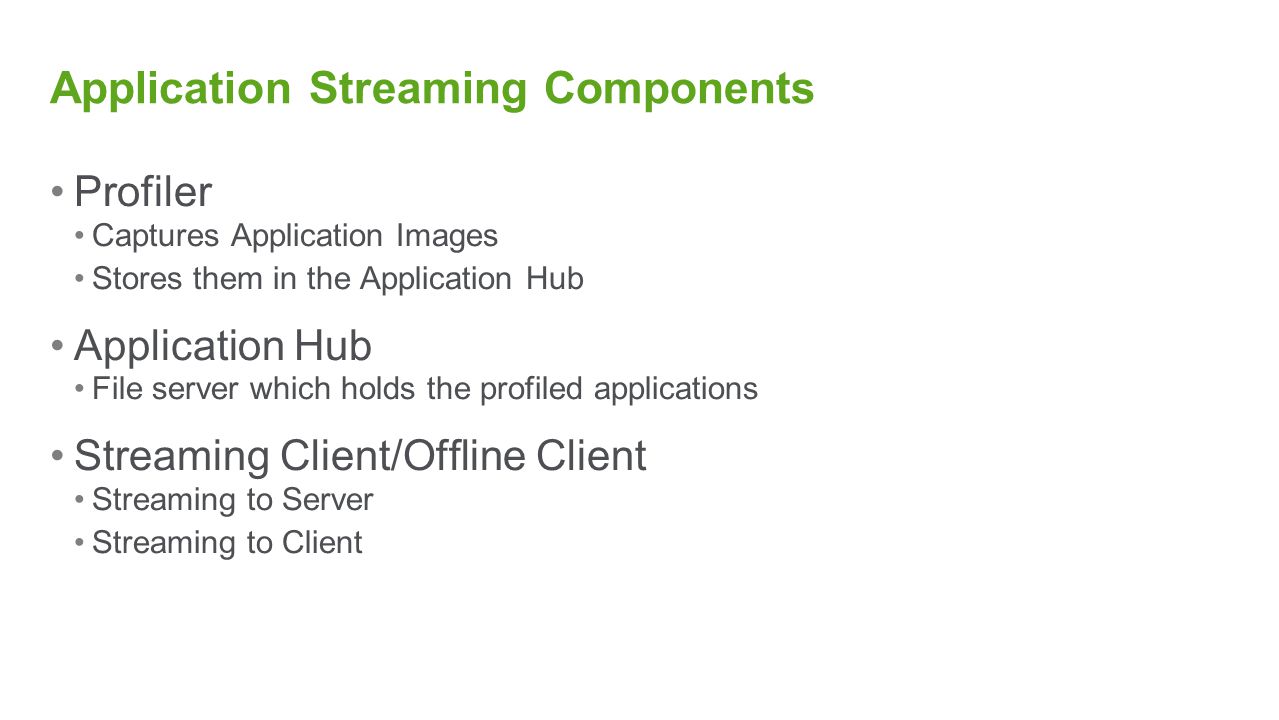 Application Streaming Components
• Profiler
• Captures Application Images
• Stores them in the Application Hub
• Application Hub
• File server which holds the profiled applications
• Streaming Client/Offline Client
• Streaming to Server
• Streaming to Client